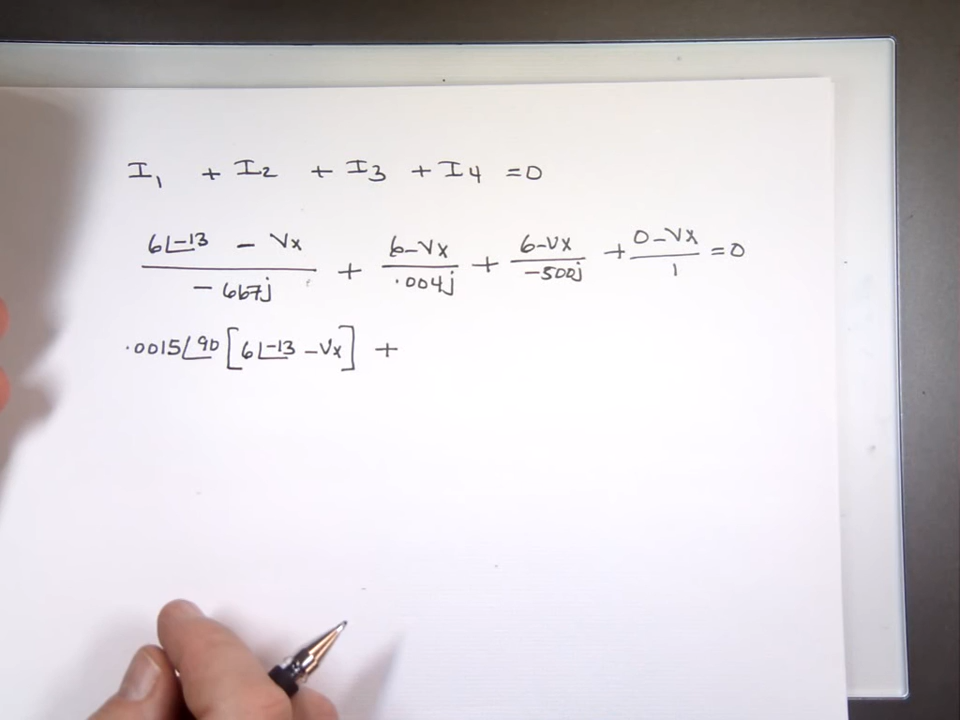 I₁ + I₂ + I₃ + I₄ = 0
(6∠-13 - Vx)/(-667j) + (6-Vx)/(.004j) + (6-Vx)/(-500j) + (0-Vx)/1 = 0
.0015∠90 [6∠-13 - Vx] +